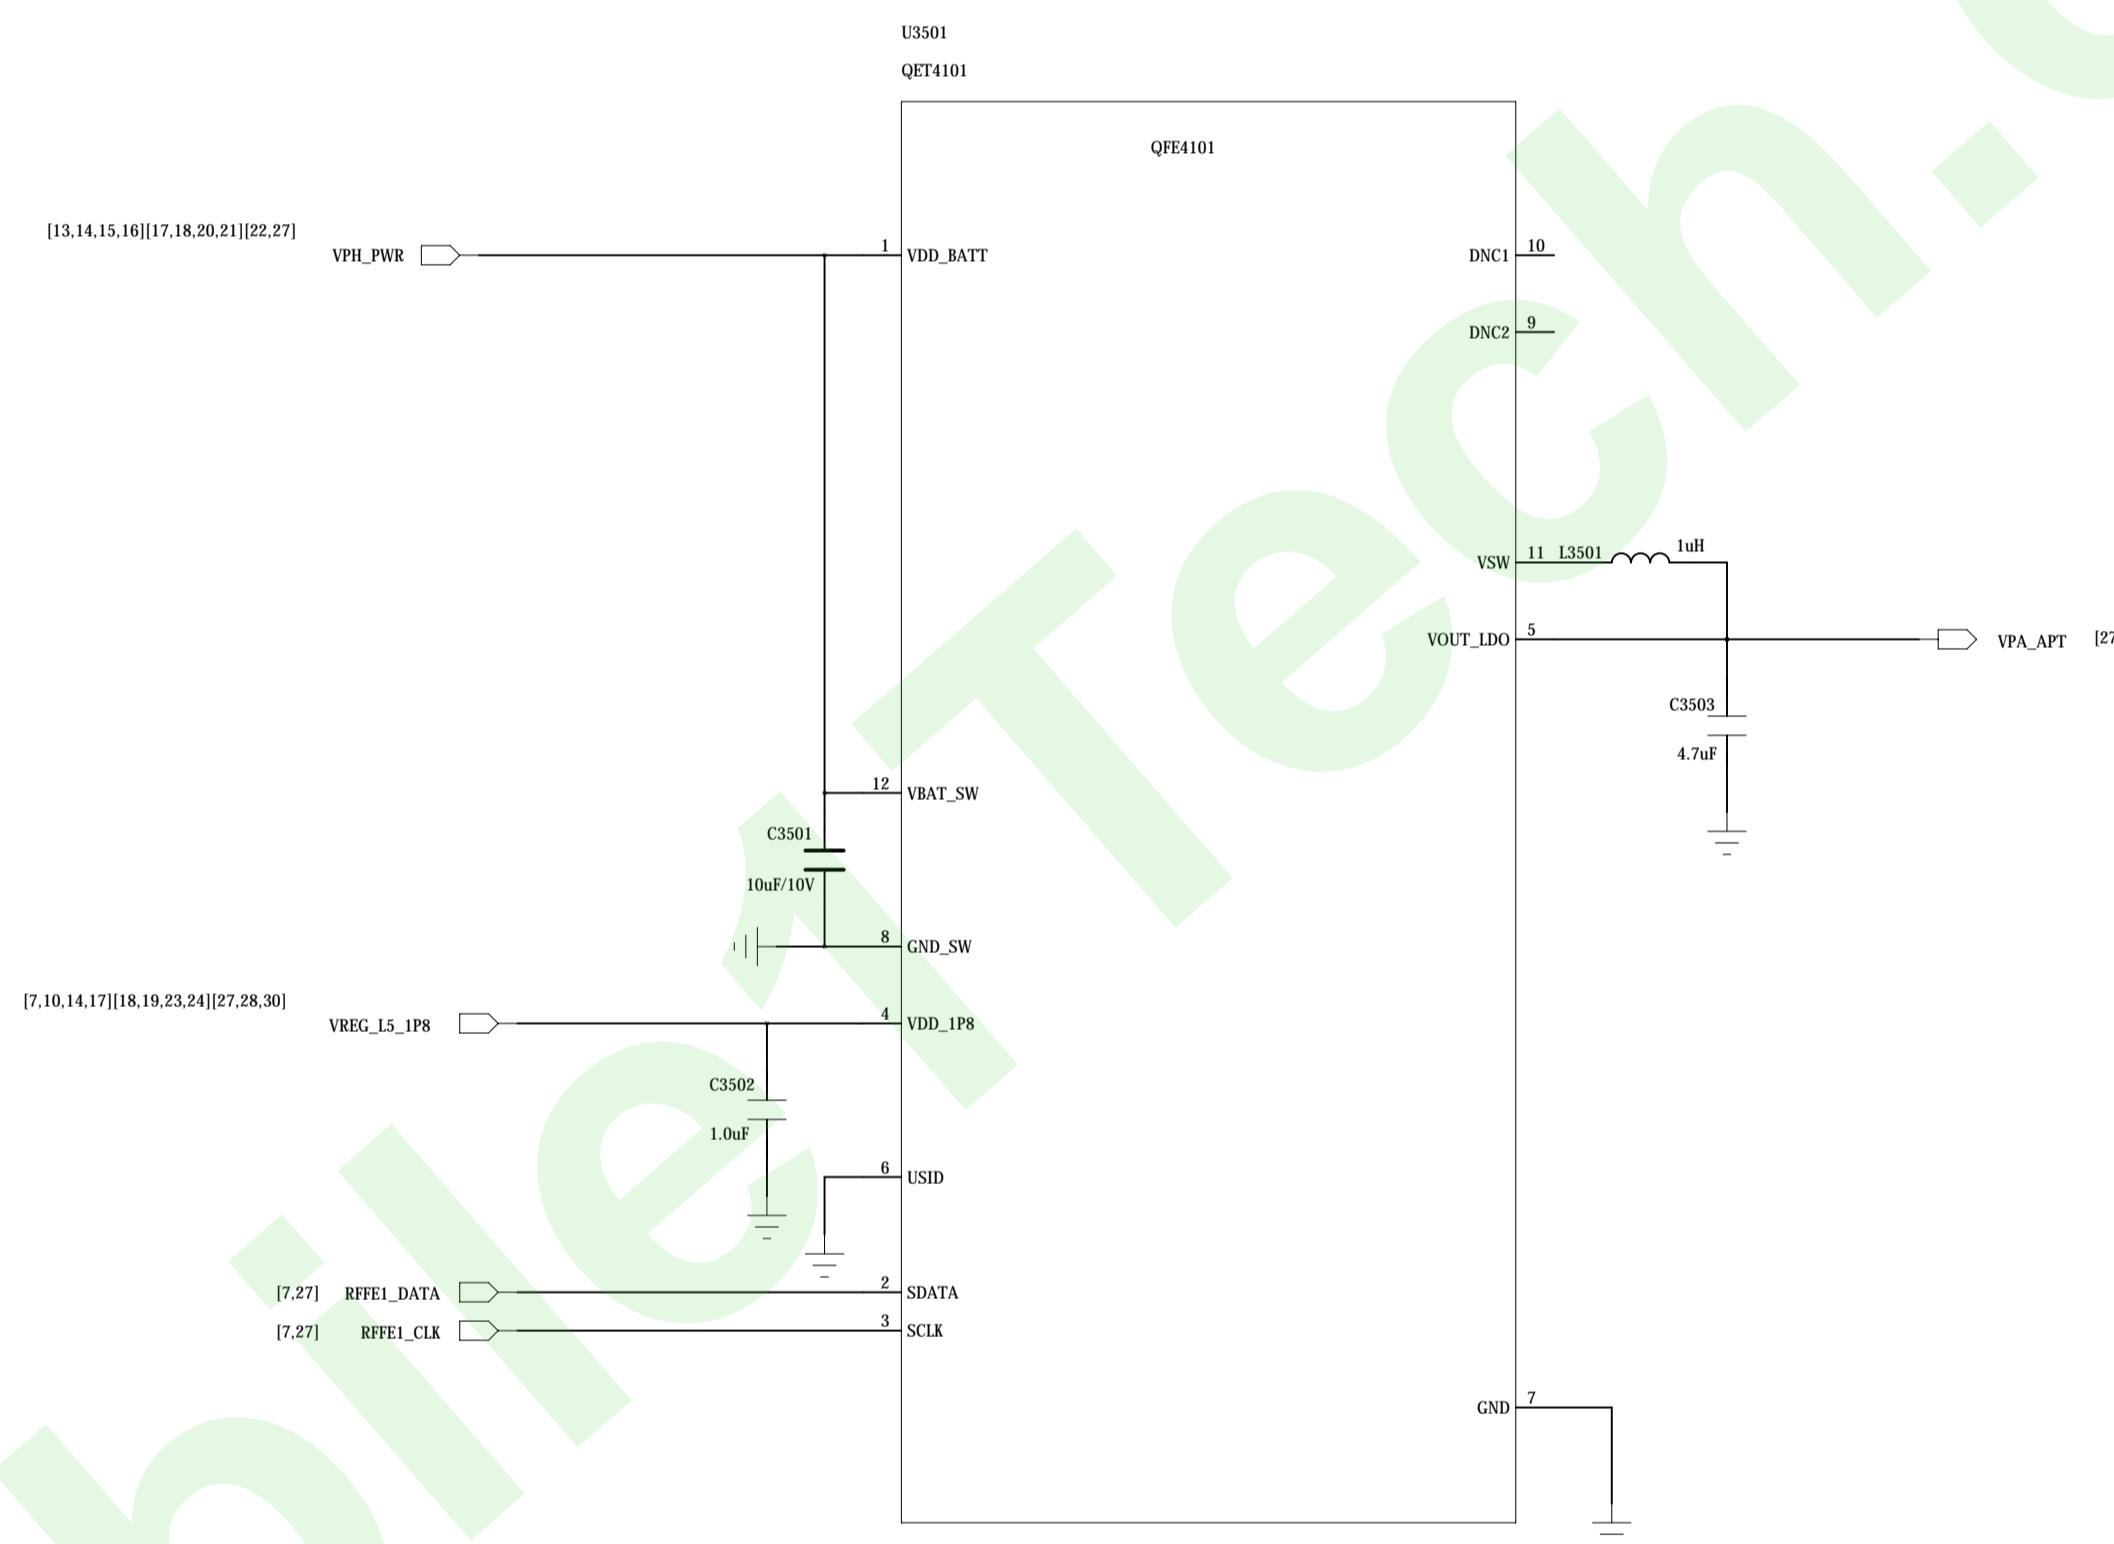 U3501
QET4101
QFE4101
[13,14,15,16][17,18,20,21][22,27]
VPH_PWR
1
VDD_BATT
DNC1
10
DNC2
9
VSW
11
L3501
1uH
VOUT_LDO
5
VPA_APT
[27
C3503
4.7uF
12
VBAT_SW
C3501
10uF/10V
8
GND_SW
[7,10,14,17][18,19,23,24][27,28,30]
VREG_L5_1P8
4
VDD_1P8
C3502
1.0uF
6
USID
[7,27]
RFFE1_DATA
2
SDATA
[7,27]
RFFE1_CLK
3
SCLK
GND
7
bile1Tech.